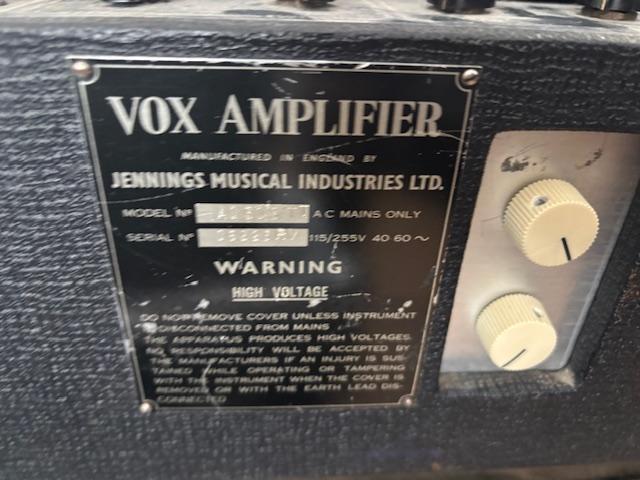 VOX AMPLIFIER
MANUFACTURED IN ENGLAND BY
JENNINGS MUSICAL INDUSTRIES LTD.
MODEL Nº AC MAINS ONLY
SERIAL Nº 115/255V 40 60 ~
WARNING
HIGH VOLTAGE
DO NOT REMOVE COVER UNLESS INSTRUMENT
IS DISCONNECTED FROM MAINS
THE APPARATUS PRODUCES HIGH VOLTAGES
NO RESPONSIBILITY WILL BE ACCEPTED BY
THE MANUFACTURERS IF AN INJURY IS SUS-
TAINED WHILE OPERATING OR TAMPERING
WITH THE INSTRUMENT WHEN THE COVER IS
REMOVED OR WITH THE EARTH LEAD DIS-
CONNECTED